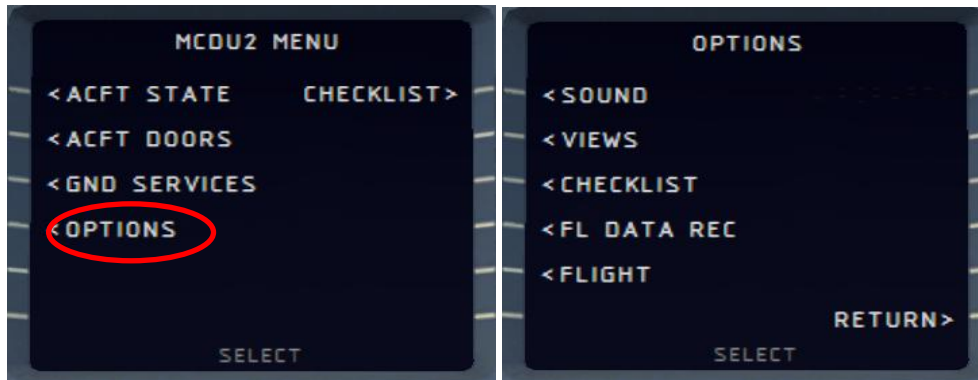 MCDU2 MENU
<ACFT STATE CHECKLIST>
<ACFT DOORS
<GND SERVICES
<OPTIONS
SELECT
OPTIONS
<SOUND
<VIEWS
<CHECKLIST
<FL DATA REC
<FLIGHT
RETURN>
SELECT